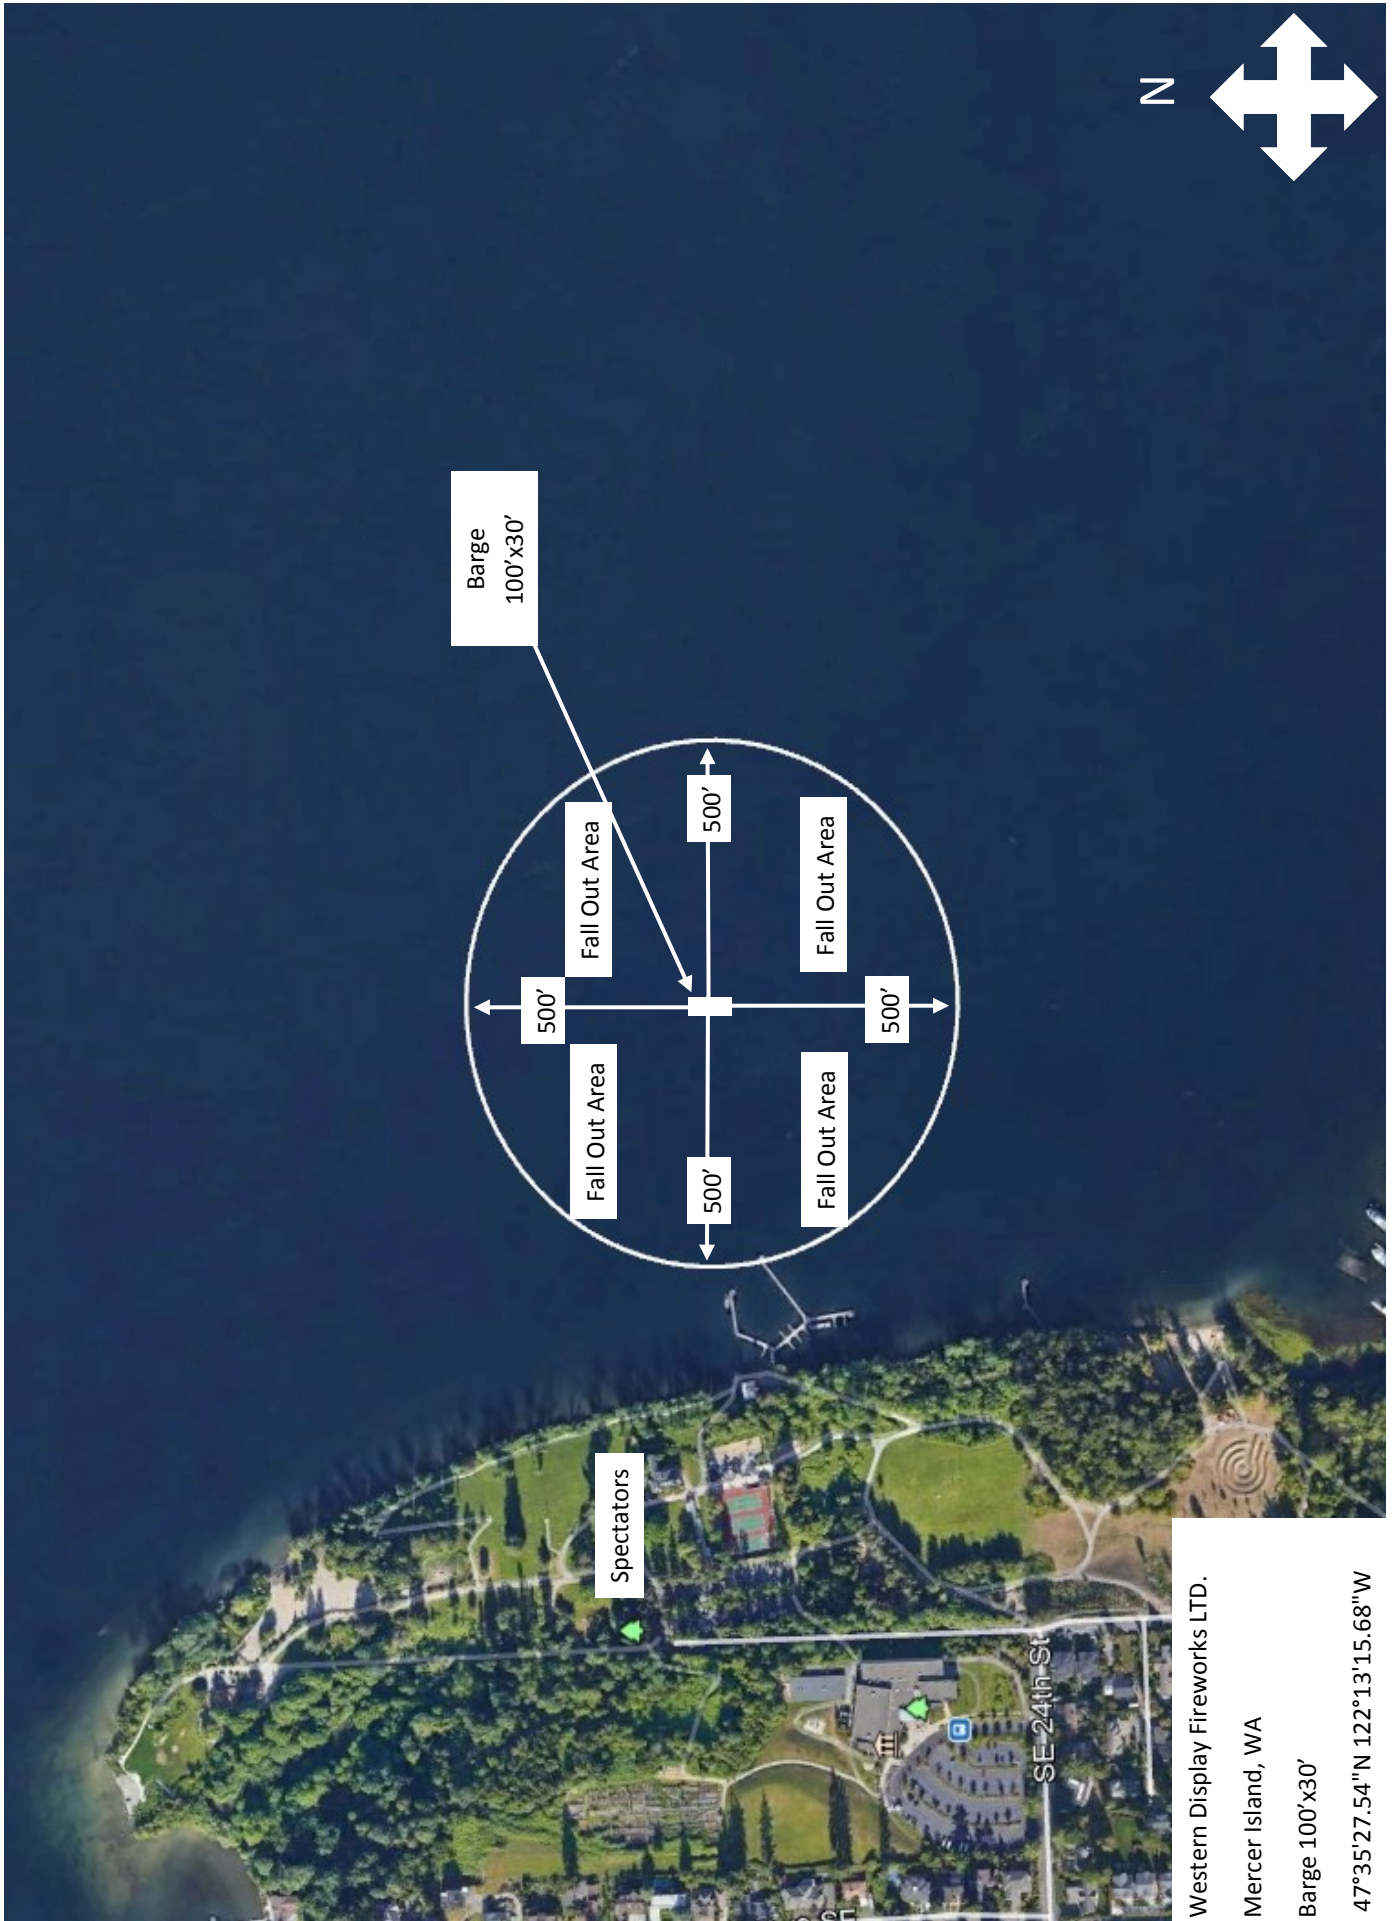 N
Barge
100'x30'
Fall Out Area
Fall Out Area
500'
500'
500'
500'
Fall Out Area
Fall Out Area
Spectators
SE 24th St
SE
Western Display Fireworks LTD.
Mercer Island, WA
Barge 100'x30'
47°35'27.54"N 122°13'15.68"W